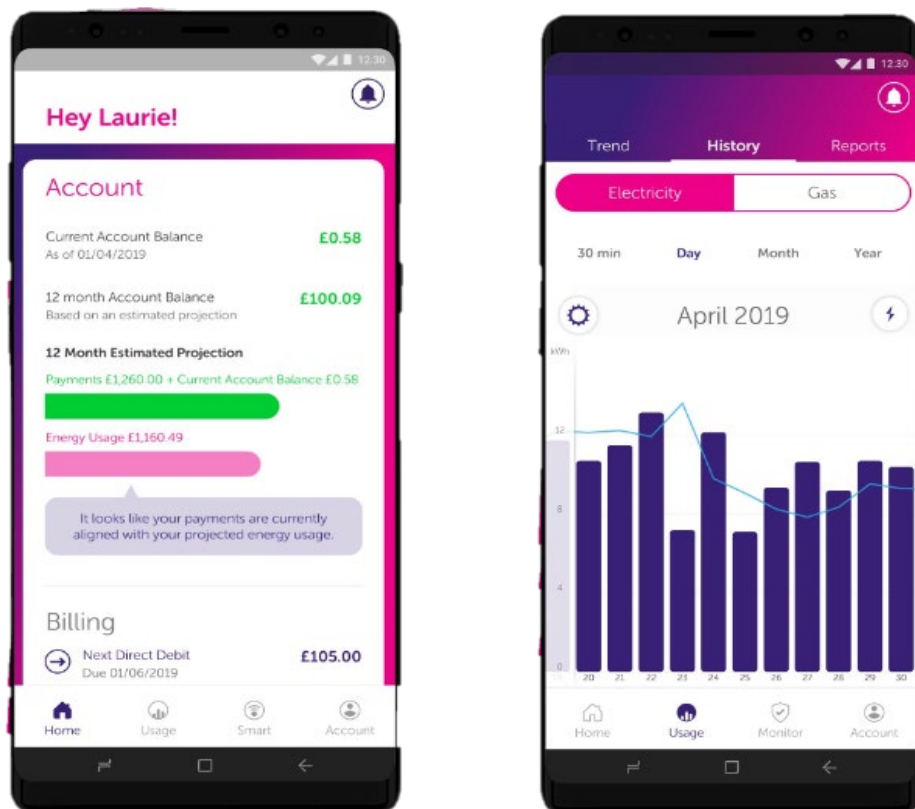 12:30
Hey Laurie!
Account
Current Account Balance £0.58
As of 01/04/2019
12 month Account Balance £100.09
Based on an estimated projection
12 Month Estimated Projection
Payments £1,260.00 + Current Account Balance £0.58
Energy Usage £1,160.49
It looks like your payments are currently
aligned with your projected energy usage.
Billing
Next Direct Debit £105.00
Due 01/06/2019
Home Usage Smart Account
12:30
Trend History Reports
Electricity Gas
30 min Day Month Year
April 2019
kWh
12
8
4
0
19 20 21 22 23 24 25 26 27 28 29 30
Home Usage Monitor Account